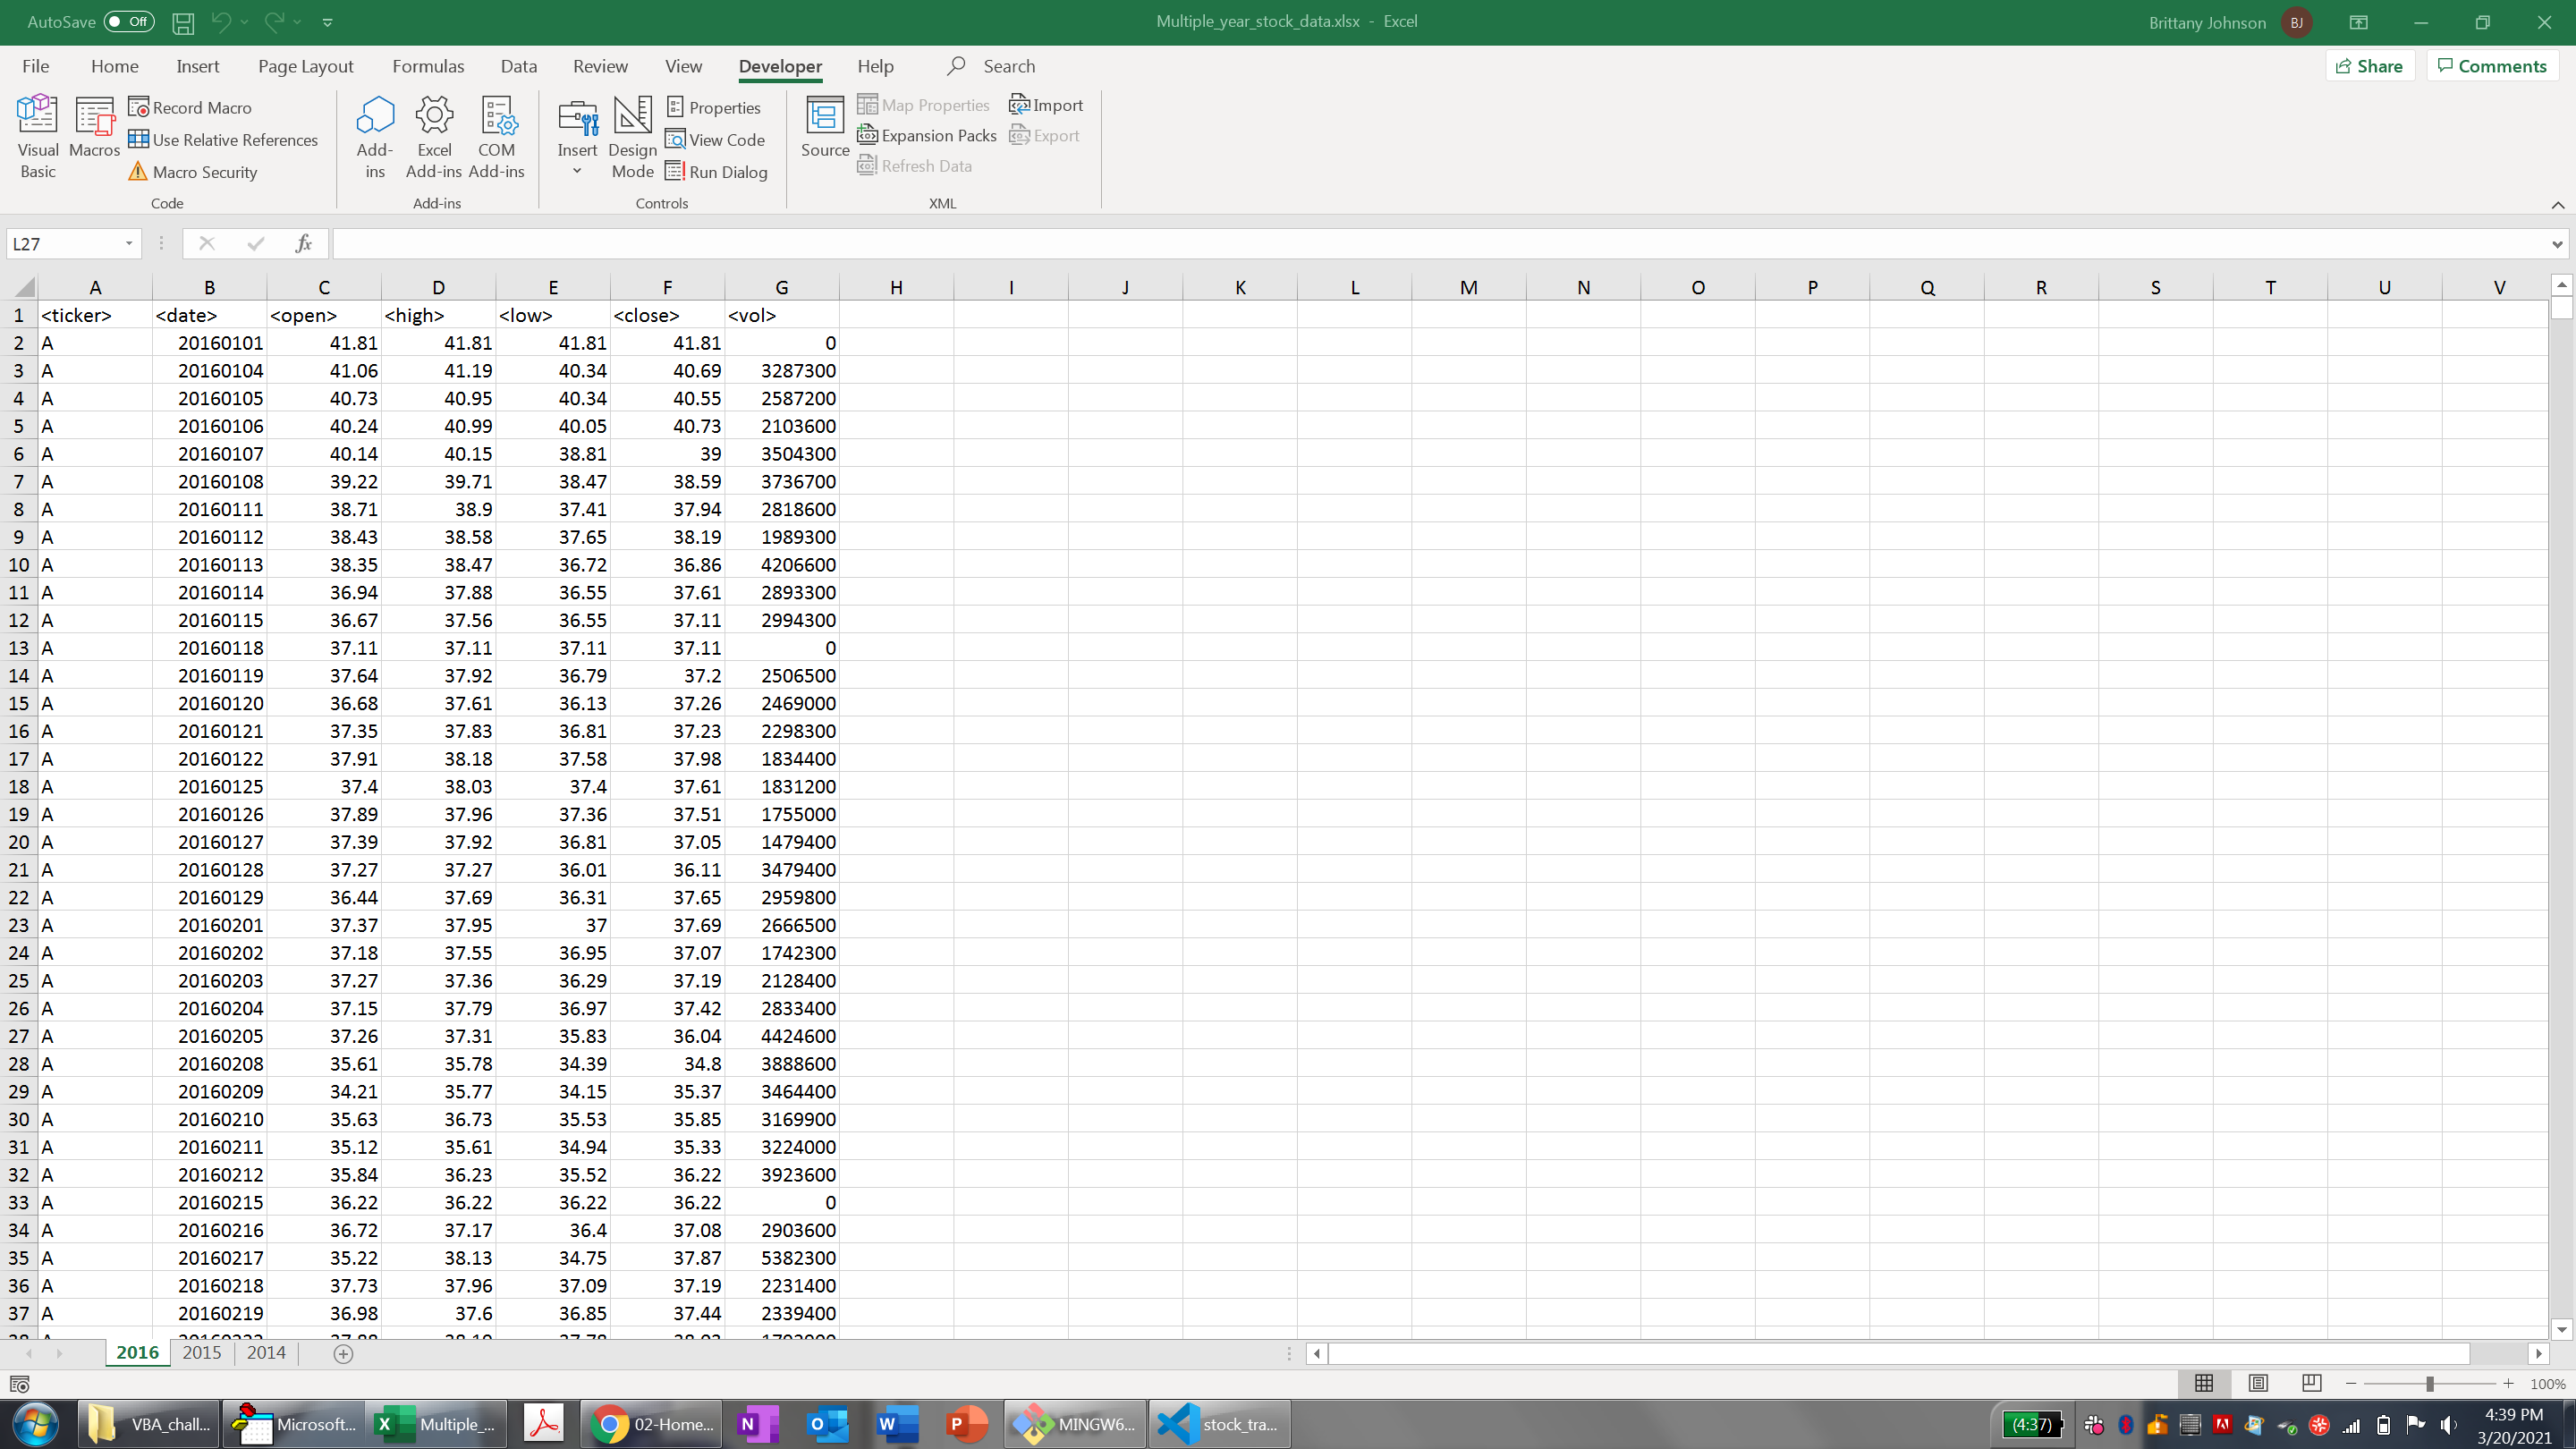 AutoSave Off Multiple_year_stock_data.xlsx - Excel Brittany Johnson BJ
File Home Insert Page Layout Formulas Data Review View Developer Help Search Share Comments
Visual Basic Macros Record Macro Use Relative References Macro Security Code
Add-ins Excel Add-ins COM Add-ins Add-ins
Insert Design Mode Properties View Code Run Dialog Controls
Source Map Properties Expansion Packs Refresh Data Import Export XML
L27 fx
A B C D E F G H I J K L M N O P Q R S T U V
1 <ticker> <date> <open> <high> <low> <close> <vol>
2 A 20160101 41.81 41.81 41.81 41.81 0
3 A 20160104 41.06 41.19 40.34 40.69 3287300
4 A 20160105 40.73 40.95 40.34 40.55 2587200
5 A 20160106 40.24 40.99 40.05 40.73 2103600
6 A 20160107 40.14 40.15 38.81 39 3504300
7 A 20160108 39.22 39.71 38.47 38.59 3736700
8 A 20160111 38.71 38.9 37.41 37.94 2818600
9 A 20160112 38.43 38.58 37.65 38.19 1989300
10 A 20160113 38.35 38.47 36.72 36.86 4206600
11 A 20160114 36.94 37.88 36.55 37.61 2893300
12 A 20160115 36.67 37.56 36.55 37.11 2994300
13 A 20160118 37.11 37.11 37.11 37.11 0
14 A 20160119 37.64 37.92 36.79 37.2 2506500
15 A 20160120 36.68 37.61 36.13 37.26 2469000
16 A 20160121 37.35 37.83 36.81 37.23 2298300
17 A 20160122 37.91 38.18 37.58 37.98 1834400
18 A 20160125 37.4 38.03 37.4 37.61 1831200
19 A 20160126 37.89 37.96 37.36 37.51 1755000
20 A 20160127 37.39 37.92 36.81 37.05 1479400
21 A 20160128 37.27 37.27 36.01 36.11 3479400
22 A 20160129 36.44 37.69 36.31 37.65 2959800
23 A 20160201 37.37 37.95 37 37.69 2666500
24 A 20160202 37.18 37.55 36.95 37.07 1742300
25 A 20160203 37.27 37.36 36.29 37.19 2128400
26 A 20160204 37.15 37.79 36.97 37.42 2833400
27 A 20160205 37.26 37.31 35.83 36.04 4424600
28 A 20160208 35.61 35.78 34.39 34.8 3888600
29 A 20160209 34.21 35.77 34.15 35.37 3464400
30 A 20160210 35.63 36.73 35.53 35.85 3169900
31 A 20160211 35.12 35.61 34.94 35.33 3224000
32 A 20160212 35.84 36.23 35.52 36.22 3923600
33 A 20160215 36.22 36.22 36.22 36.22 0
34 A 20160216 36.72 37.17 36.4 37.08 2903600
35 A 20160217 35.22 38.13 34.75 37.87 5382300
36 A 20160218 37.73 37.96 37.09 37.19 2231400
37 A 20160219 36.98 37.6 36.85 37.44 2339400
2016 2015 2014
100%
VBA_chall... Microsoft... Multiple_... 02-Home... MINGW6... stock_tra... (4:37) 4:39 PM
3/20/2021